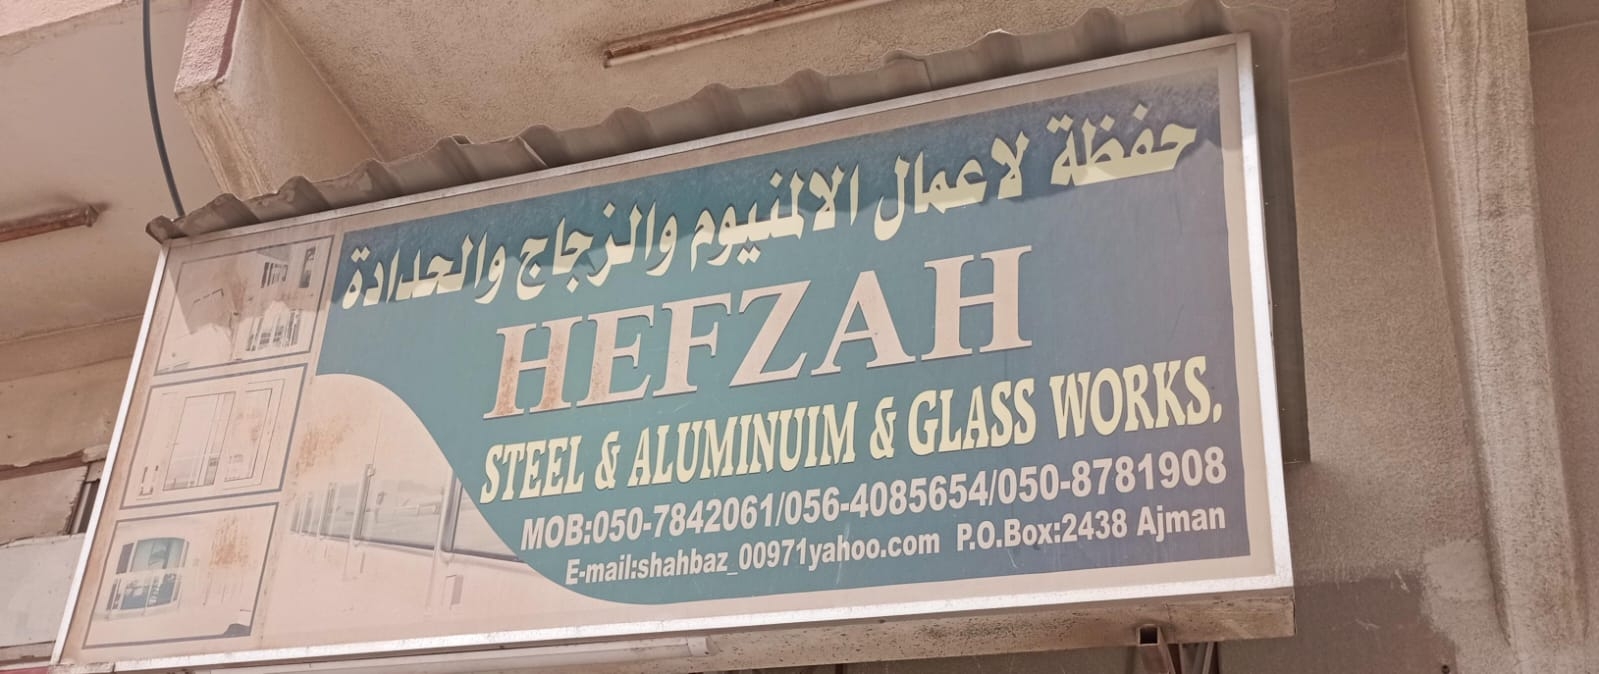 حفظة لاعمال الالمنيوم والزجاج والحدادة
HEFZAH
STEEL & ALUMINUIM & GLASS WORKS.
MOB:050-7842061/056-4085654/050-8781908
E-mail:shahbaz_00971yahoo.com P.O.Box:2438 Ajman